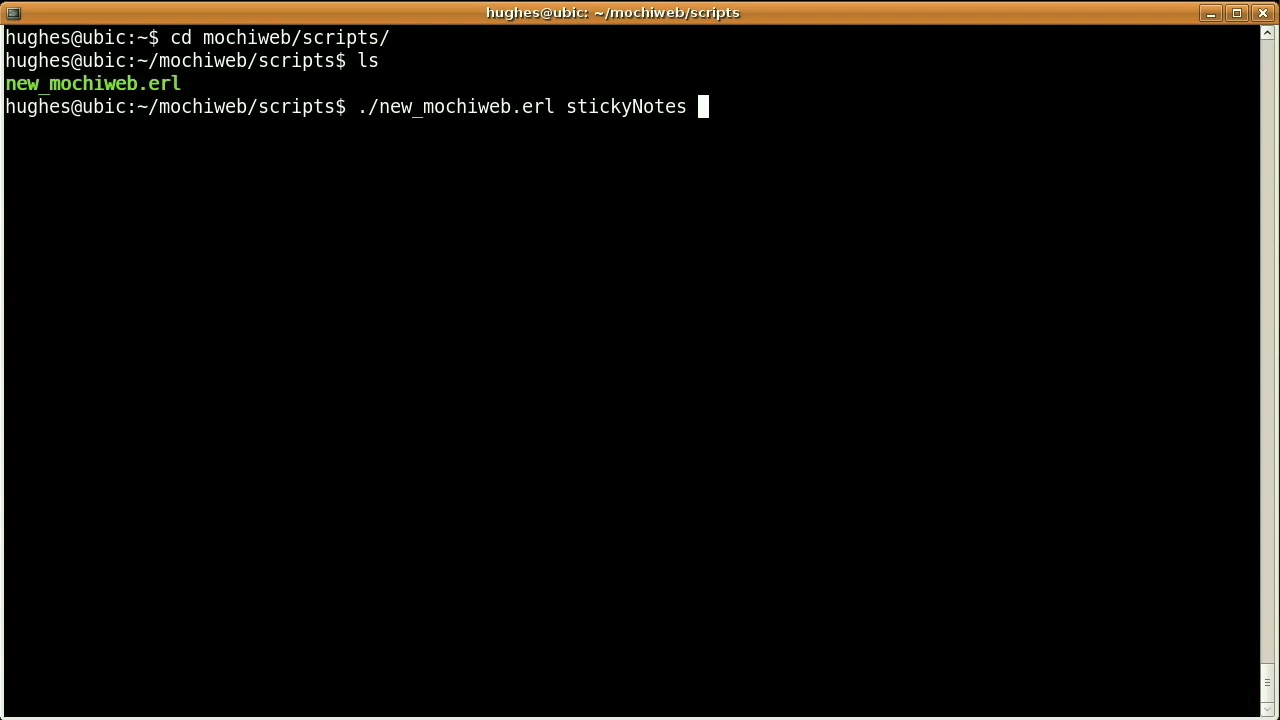 hughes@ubic: ~/mochiweb/scripts
hughes@ubic:~$ cd mochiweb/scripts/
hughes@ubic:~/mochiweb/scripts$ ls
new_mochiweb.erl
hughes@ubic:~/mochiweb/scripts$ ./new_mochiweb.erl stickyNotes